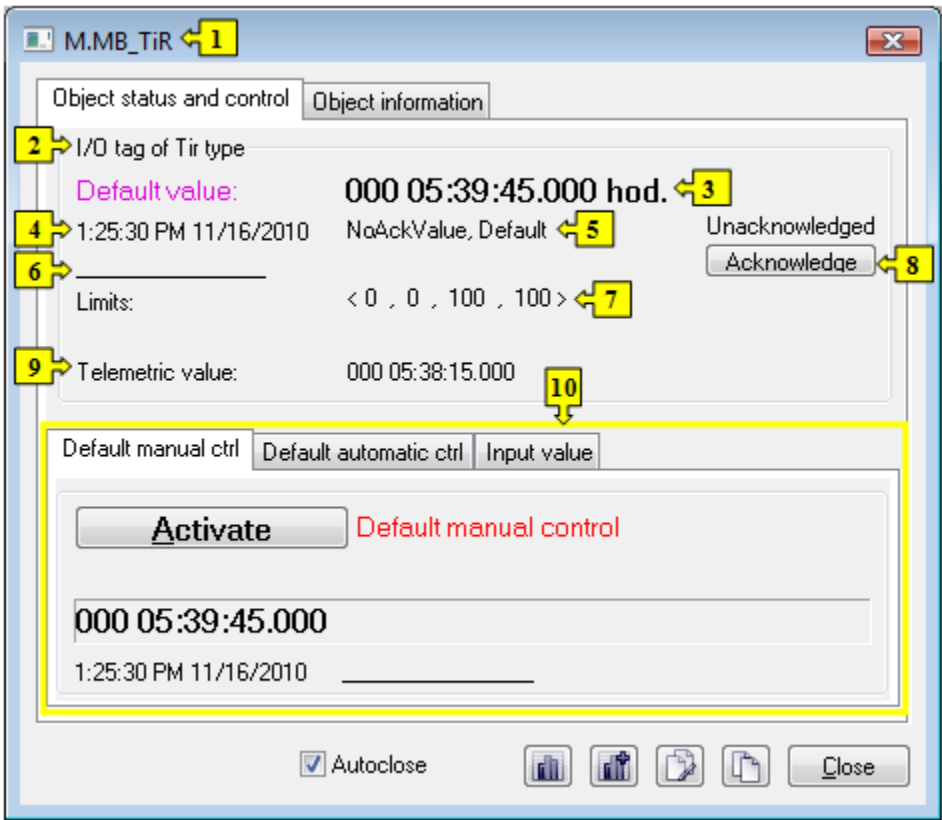 M.MB_TiR 1
Object status and control Object information
2 I/O tag of Tir type
Default value: 000 05:39:45.000 hod. 3
4 1:25:30 PM 11/16/2010 NoAckValue, Default 5 Unacknowledged
6 Acknowledge 8
Limits: < 0 , 0 , 100 , 100 > 7
9 Telemetric value: 000 05:38:15.000
10
Default manual ctrl Default automatic ctrl Input value
Activate Default manual control
000 05:39:45.000
1:25:30 PM 11/16/2010
Autoclose Close